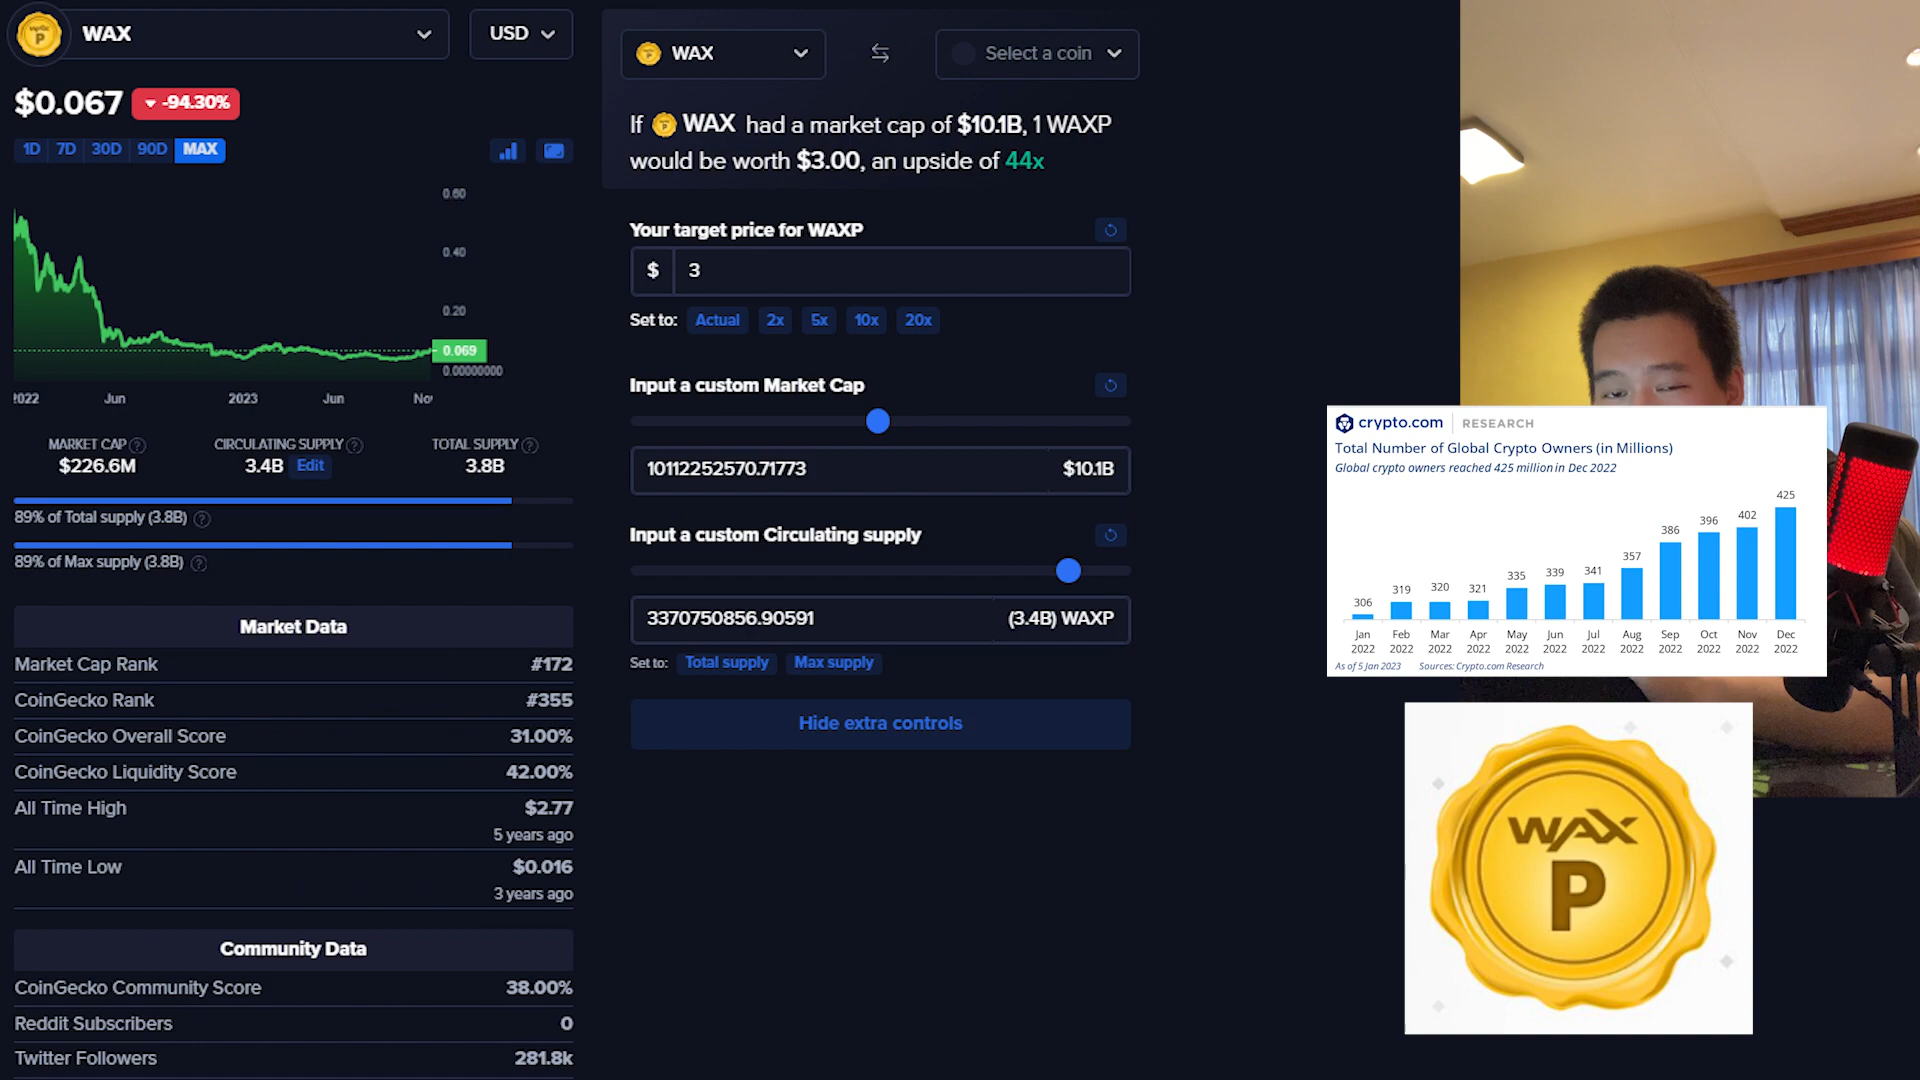 WAX
USD
$0.067 -94.30%
1D 7D 30D 90D MAX
0.60
0.40
0.20
0.069
0.00000000
2022 Jun 2023 Jun Nov
MARKET CAP ? CIRCULATING SUPPLY ? TOTAL SUPPLY ?
$226.6M 3.4B Edit 3.8B
89% of Total supply (3.8B) ?
89% of Max supply (3.8B) ?
Market Data
Market Cap Rank #172
CoinGecko Rank #355
CoinGecko Overall Score 31.00%
CoinGecko Liquidity Score 42.00%
All Time High $2.77
5 years ago
All Time Low $0.016
3 years ago
Community Data
CoinGecko Community Score 38.00%
Reddit Subscribers 0
Twitter Followers 281.8k
WAX Select a coin
If WAX had a market cap of $10.1B, 1 WAXP
would be worth $3.00, an upside of 44x
Your target price for WAXP
$ 3
Set to: Actual 2x 5x 10x 20x
Input a custom Market Cap
10112252570.71773 $10.1B
Input a custom Circulating supply
3370750856.90591 (3.4B) WAXP
Set to: Total supply Max supply
Hide extra controls
crypto.com RESEARCH
Total Number of Global Crypto Owners (in Millions)
Global crypto owners reached 425 million in Dec 2022
306 319 320 321 335 339 341 357 386 396 402 425
Jan Feb Mar Apr May Jun Jul Aug Sep Oct Nov Dec
2022 2022 2022 2022 2022 2022 2022 2022 2022 2022 2022 2022
As of 5 Jan 2023 Sources: Crypto.com Research
WAX
P